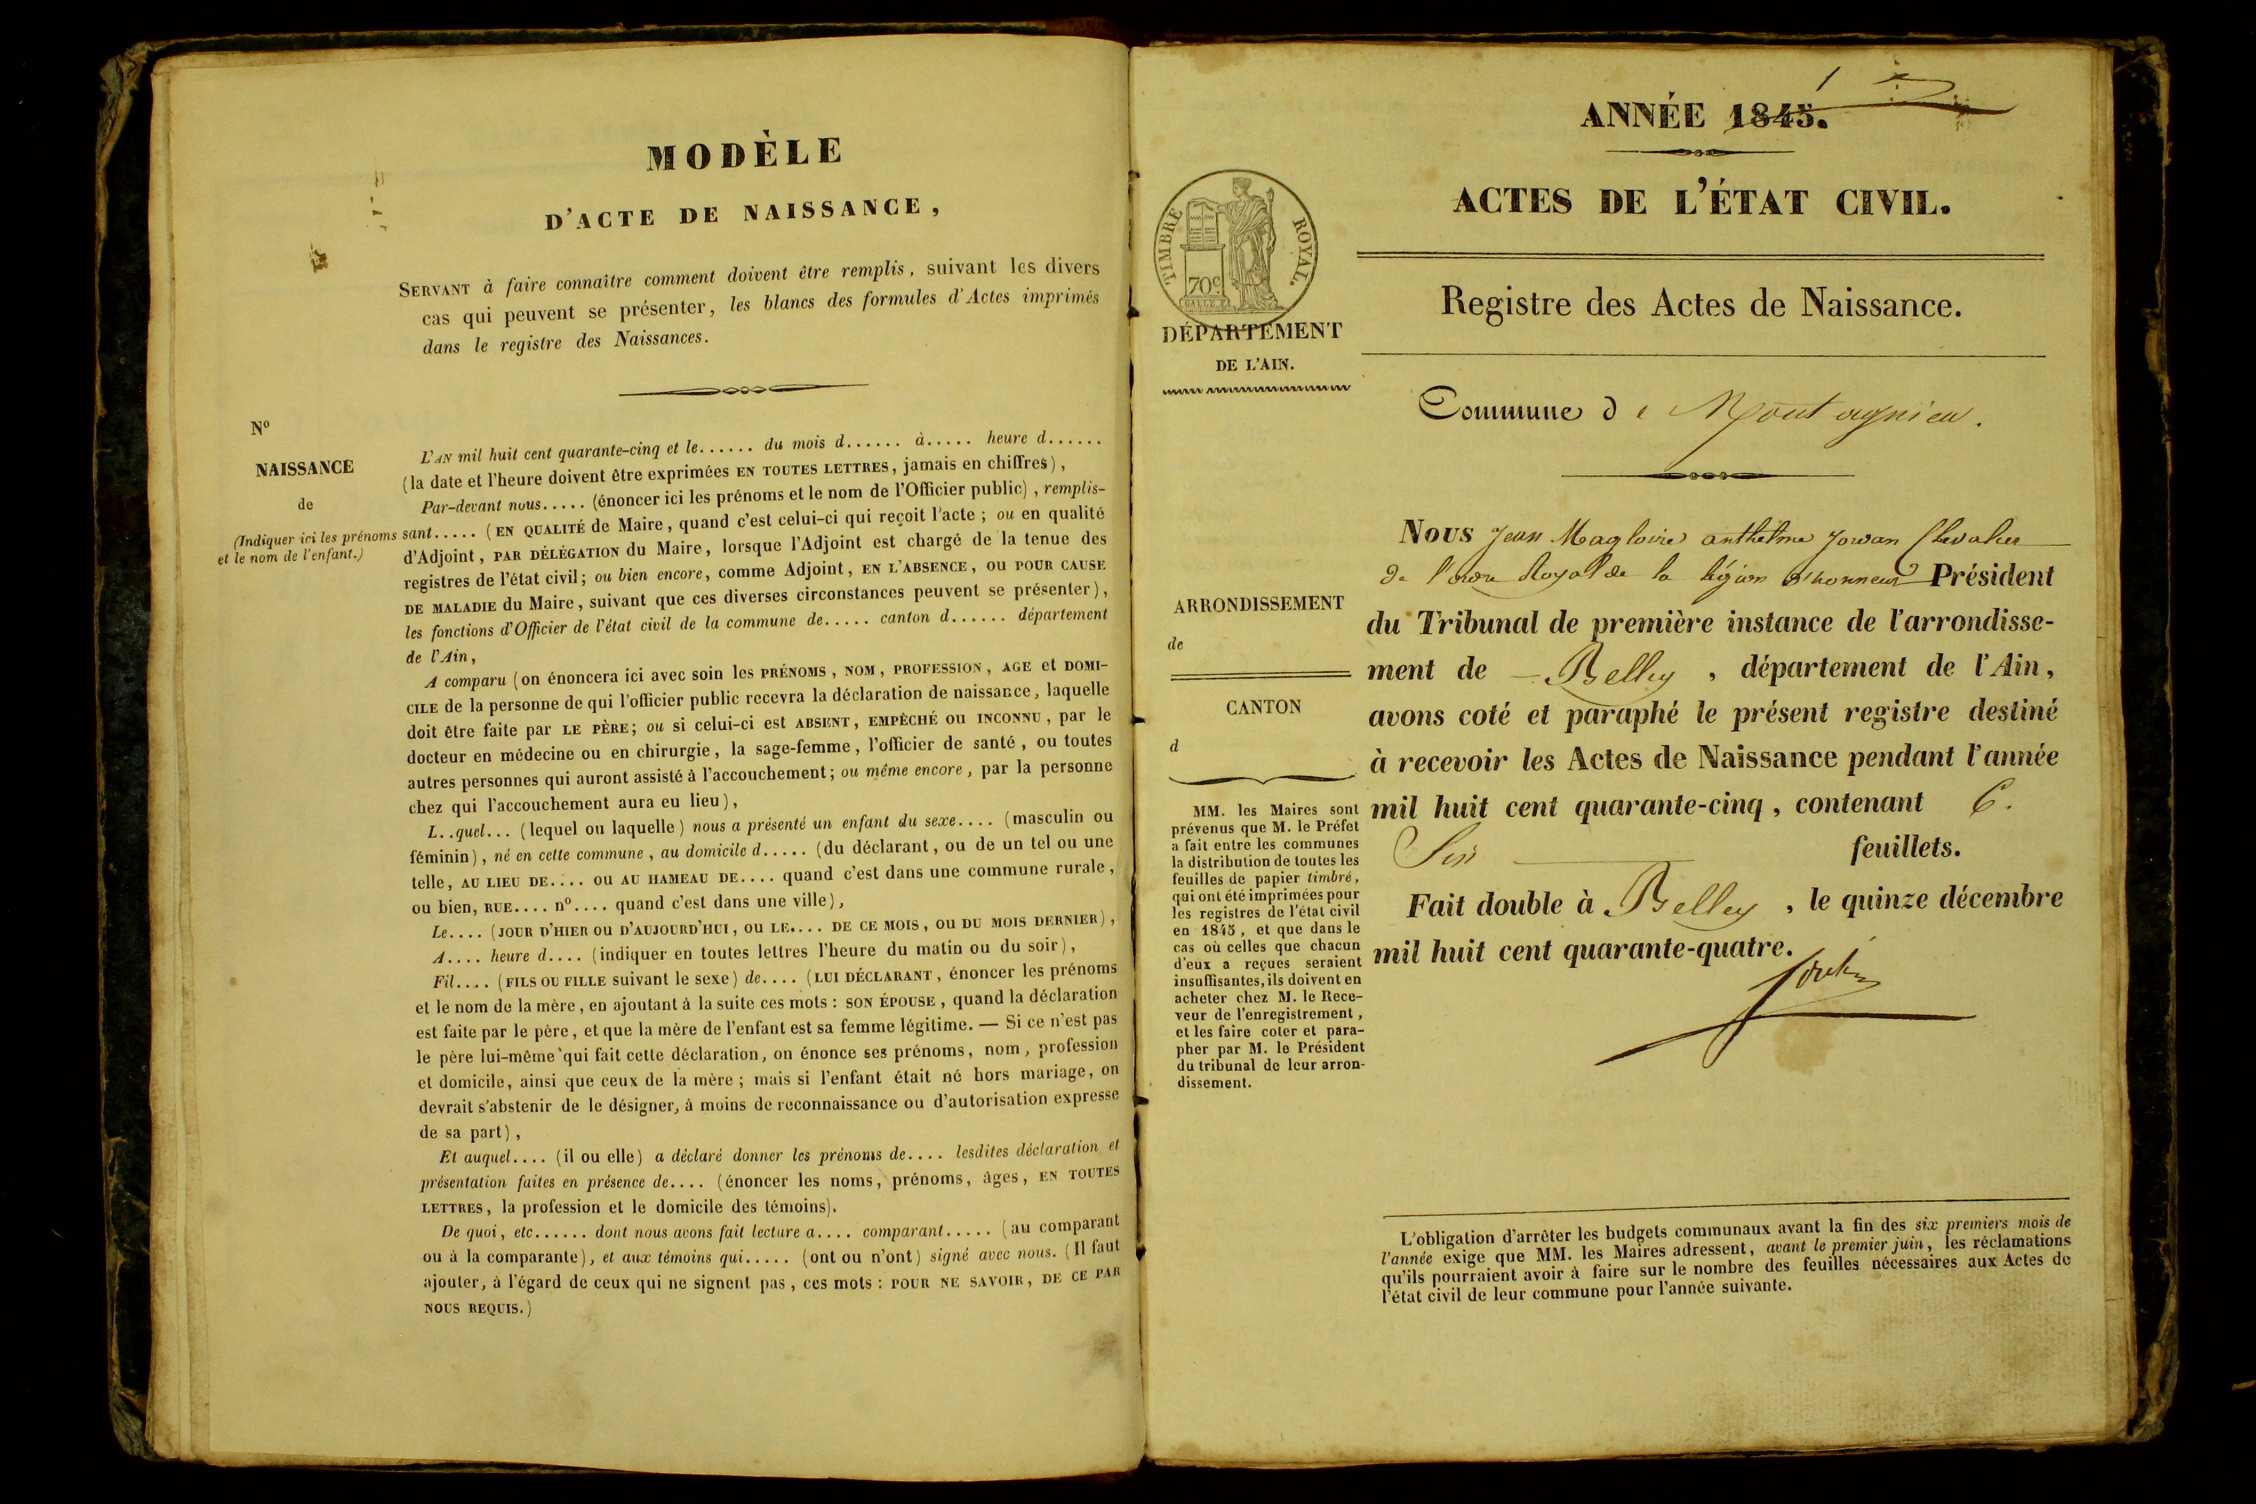 MODÈLE
D'ACTE DE NAISSANCE,
SERVANT à faire connaître comment doivent être remplis, suivant les divers
cas qui peuvent se présenter, les blancs des formules d'Actes imprimés
dans le registre des Naissances.
Nº
NAISSANCE
de
(Indiquer ici les prénoms
et le nom de l'enfant.)
L'AN mil huit cent quarante-cinq et le...... du mois d...... à..... heure d......
(la date et l'heure doivent être exprimées EN TOUTES LETTRES, jamais en chiffres),
Par-devant nous..... (énoncer ici les prénoms et le nom de l'Officier public), remplis-
sant..... (EN QUALITÉ de Maire, quand c'est celui-ci qui reçoit l'acte; ou en qualité
d'Adjoint, PAR DÉLÉGATION du Maire, lorsque l'Adjoint est chargé de la tenue des
registres de l'état civil; ou bien encore, comme Adjoint, EN L'ABSENCE, OU POUR CAUSE
DE MALADIE du Maire, suivant que ces diverses circonstances peuvent se présenter),
les fonctions d'Officier de l'état civil de la commune de..... canton d...... département
de l'Ain,
A comparu (on énoncera ici avec soin les PRÉNOMS, NOM, PROFESSION, AGE et DOMI-
CILE de la personne de qui l'officier public recevra la déclaration de naissance, laquelle
doit être faite par LE PÈRE; ou si celui-ci est ABSENT, EMPÊCHÉ OU INCONNU, par le
docteur en médecine ou en chirurgie, la sage-femme, l'officier de santé, ou toutes
autres personnes qui auront assisté à l'accouchement; ou même encore, par la personne
chez qui l'accouchement aura eu lieu),
L..quel... (lequel ou laquelle) nous a présenté un enfant du sexe.... (masculin ou
féminin), né en cette commune, au domicile d..... (du déclarant, ou de un tel ou une
telle, AU LIEU DE.... OU AU HAMEAU DE.... quand c'est dans une commune rurale,
ou bien, RUE.... nº.... quand c'est dans une ville),
Le.... (JOUR D'HIER OU D'AUJOURD'HUI, OU LE.... DE CE MOIS, OU DU MOIS DERNIER),
A.... heure d.... (indiquer en toutes lettres l'heure du matin ou du soir),
Fil.... (FILS OU FILLE suivant le sexe) de.... (LUI DÉCLARANT, énoncer les prénoms
et le nom de la mère, en ajoutant à la suite ces mots: SON ÉPOUSE, quand la déclaration
est faite par le père, et que la mère de l'enfant est sa femme légitime. — Si ce n'est pas
le père lui-même qui fait cette déclaration, on énonce ses prénoms, nom, profession
et domicile, ainsi que ceux de la mère; mais si l'enfant était né hors mariage, on
devrait s'abstenir de le désigner, à moins de reconnaissance ou d'autorisation expresse
de sa part),
Et auquel.... (il ou elle) a déclaré donner les prénoms de.... lesdites déclaration et
présentation faites en présence de.... (énoncer les noms, prénoms, âges, EN TOUTES
LETTRES, la profession et le domicile des témoins).
De quoi, etc...... dont nous avons fait lecture a.... comparant..... (au comparant
ou à la comparante), et aux témoins qui..... (ont ou n'ont) signé avec nous. (Il faut
ajouter, à l'égard de ceux qui ne signent pas, ces mots: POUR NE SAVOIR, DE CE PAR
NOUS REQUIS.)
ANNÉE 1845.
ACTES DE L'ÉTAT CIVIL.
Registre des Actes de Naissance.
TIMBRE ROYAL.
70c
DÉPARTEMENT
DE L'AIN.
Commune de Montagnieu.
ARRONDISSEMENT
de
CANTON
d
MM. les Maires sont
prévenus que M. le Préfet
a fait entre les communes
la distribution de toutes les
feuilles de papier timbré,
qui ont été imprimées pour
les registres de l'état civil
en 1845, et que dans le
cas où celles que chacun
d'eux a reçues seraient
insuffisantes, ils doivent en
acheter chez M. le Rece-
veur de l'enregistrement,
et les faire coter et para-
pher par M. le Président
du tribunal de leur arron-
dissement.
NOUS Jean Magloire anthelme Chevalier
de l'ordre Royal de la légion d'honneur Président
du Tribunal de première instance de l'arrondisse-
ment de Belley, département de l'Ain,
avons coté et paraphé le présent registre destiné
à recevoir les Actes de Naissance pendant l'année
mil huit cent quarante-cinq, contenant 6.
Six feuillets.
Fait double à Belley, le quinze décembre
mil huit cent quarante-quatre.
L'obligation d'arrêter les budgets communaux avant la fin des six premiers mois de
l'année exige que MM. les Maires adressent, avant le premier juin, les réclamations
qu'ils pourraient avoir à faire sur le nombre des feuilles nécessaires aux Actes de
l'état civil de leur commune pour l'année suivante.